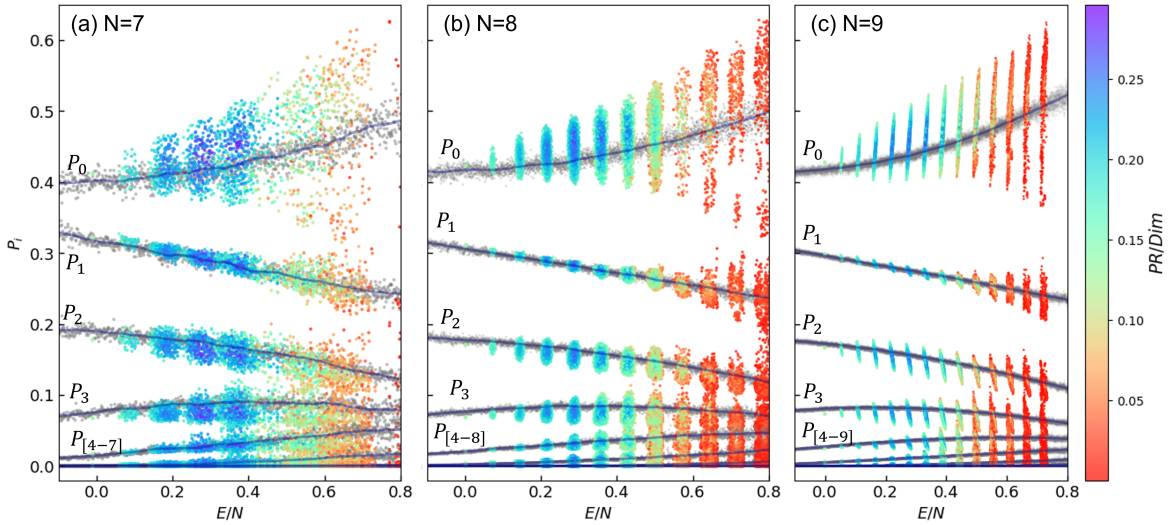 (a) N=7
(b) N=8
(c) N=9
0.6
0.5
0.4
0.3
0.2
0.1
0.0
P_i
P_0
P_1
P_2
P_3
P_[4−7]
P_0
P_1
P_2
P_3
P_[4−8]
P_0
P_1
P_2
P_3
P_[4−9]
0.0 0.2 0.4 0.6 0.8
0.0 0.2 0.4 0.6 0.8
0.0 0.2 0.4 0.6 0.8
E/N
E/N
E/N
0.25
0.20
0.15
0.10
0.05
PR/Dim